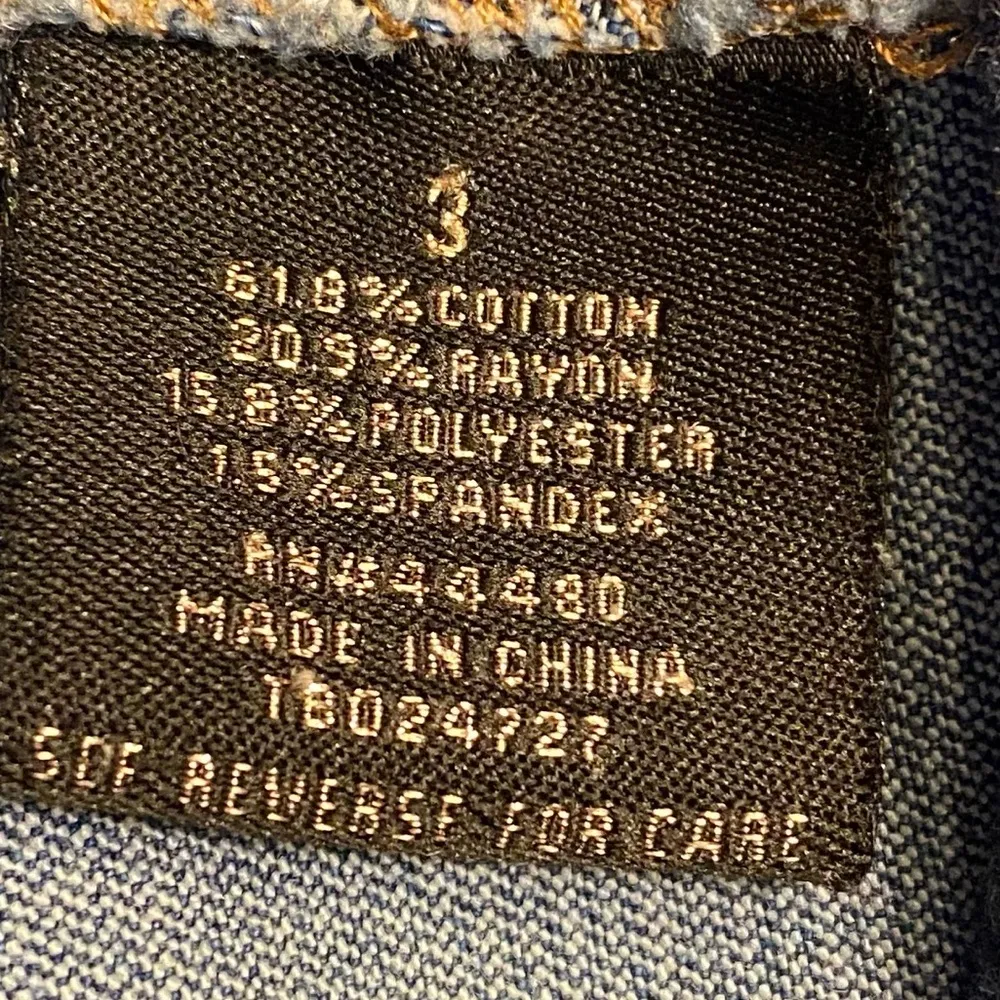 3
61.8% COTTON
20.9% RAYON
15.8% POLYESTER
1.5% SPANDEX
RN#44480
MADE IN CHINA
TB024727
SEE REVERSE FOR CARE